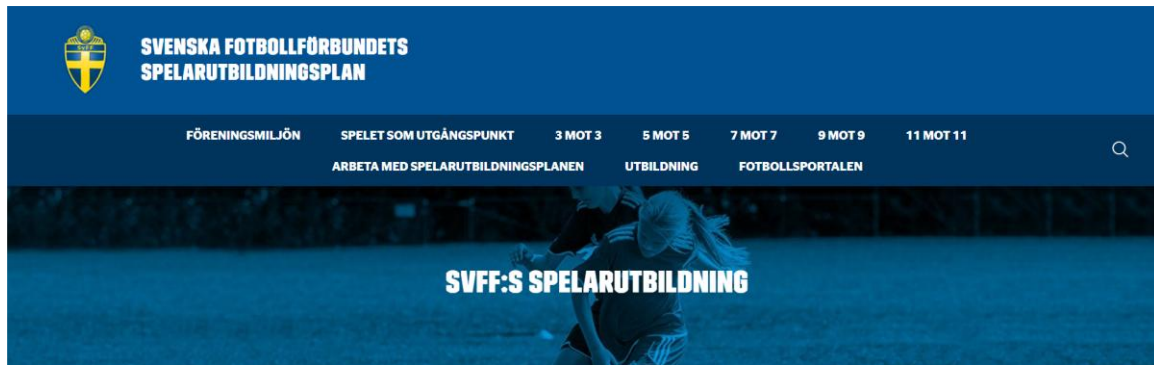 SvFF
SVENSKA FOTBOLLFÖRBUNDETS
SPELARUTBILDNINGSPLAN
FÖRENINGSMILJÖN SPELET SOM UTGÅNGSPUNKT 3 MOT 3 5 MOT 5 7 MOT 7 9 MOT 9 11 MOT 11
ARBETA MED SPELARUTBILDNINGSPLANEN UTBILDNING FOTBOLLSPORTALEN
SVFF:S SPELARUTBILDNING